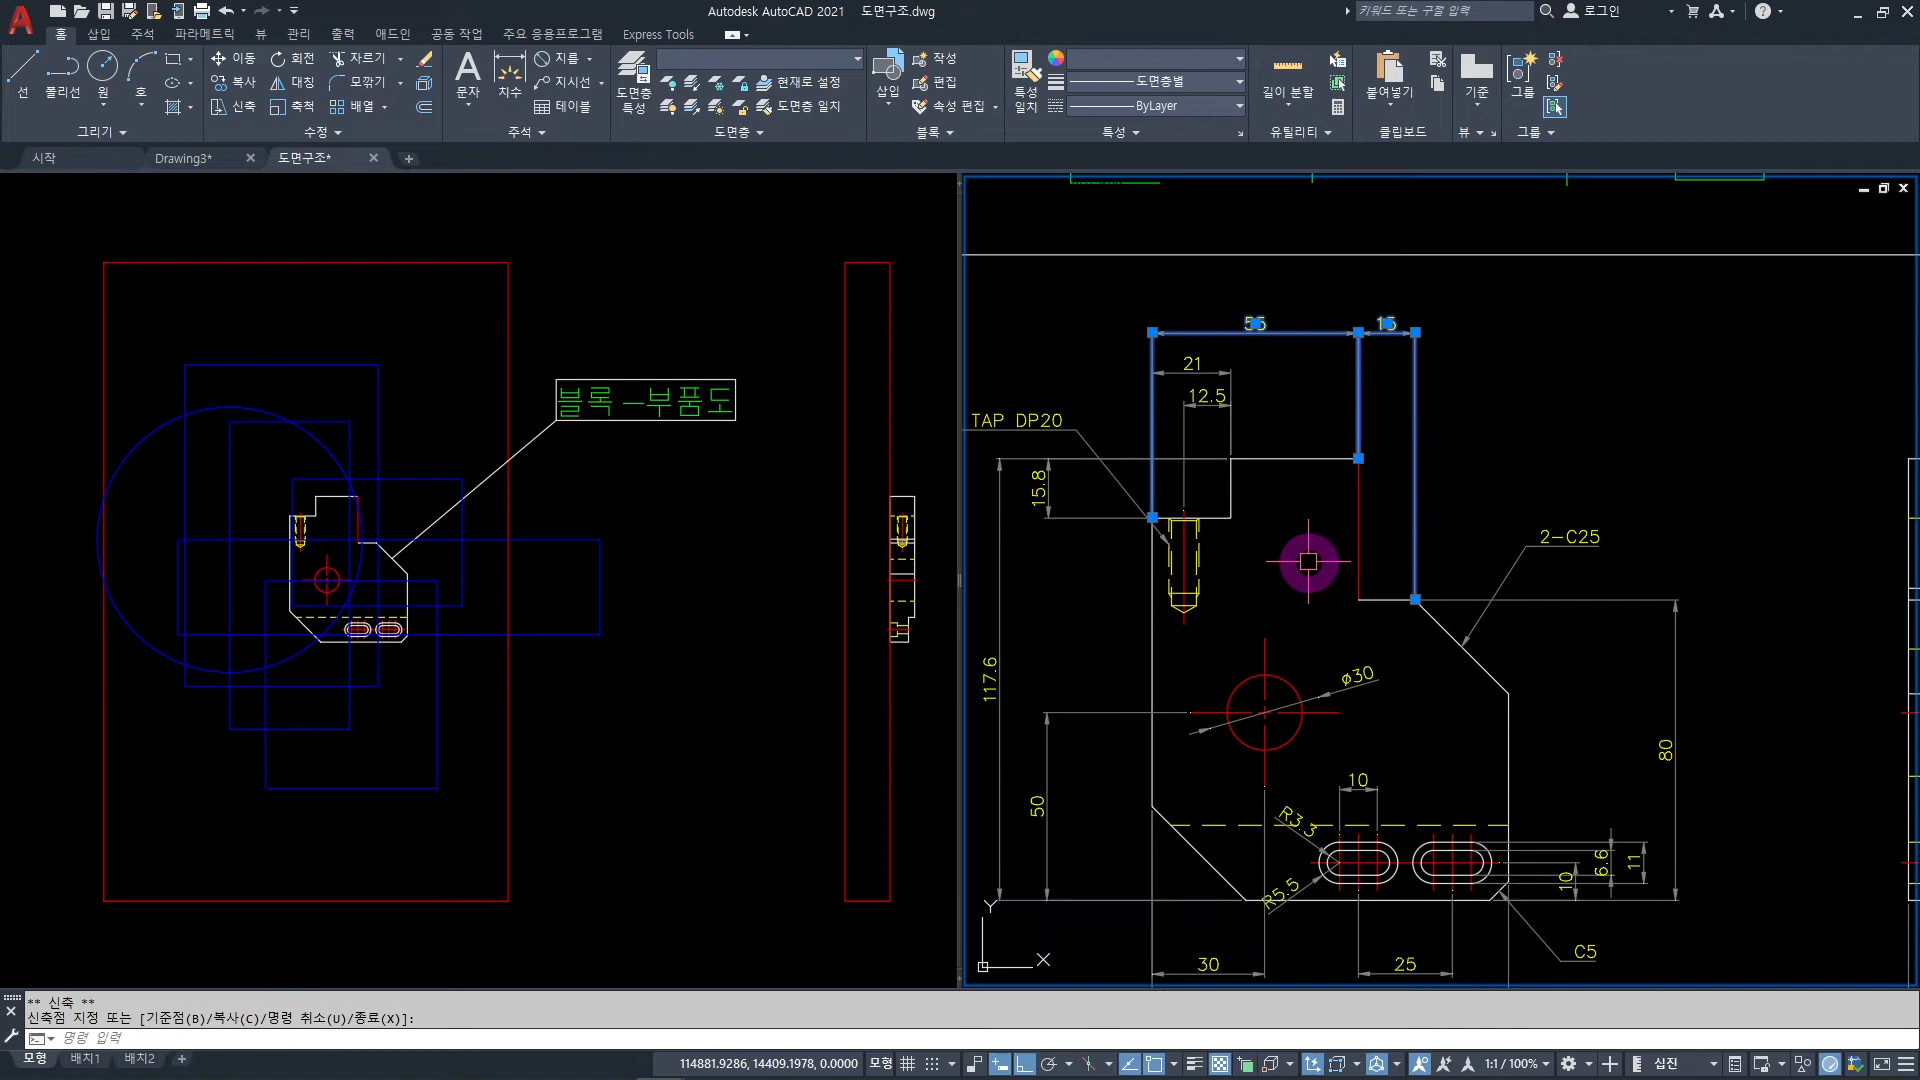 Autodesk AutoCAD 2021 도면구조.dwg
키워드 또는 구절 입력
로그인
홈 삽입 주석 파라메트릭 뷰 관리 출력 애드인 공동 작업 주요 응용프로그램 Express Tools
선 폴리선 원 호
이동 회전 자르기
복사 대칭 모깎기
신축 축척 배열
문자 치수
지름
지시선
테이블
도면층 특성
현재로 설정
도면층 일치
삽입
작성
편집
속성 편집
특성 일치
도면층별
ByLayer
길이 분할
붙여넣기
기준
그룹
그리기 수정 주석 도면층 블록 특성 유틸리티 클립보드 뷰 그룹
시작 Drawing3* 도면구조*
블록-부품도
55 15
21
12.5
TAP DP20
15.8
2-C25
117.6
ø30
80
50
10
R3.3
R5.5
6.6
11
10
C5
30
25
Y
X
** 신축 **
신축점 지정 또는 [기준점(B)/복사(C)/명령 취소(U)/종료(X)]:
명령 입력
모형 배치1 배치2
114881.9286, 14409.1978, 0.0000 모형
1:1 / 100%
십진